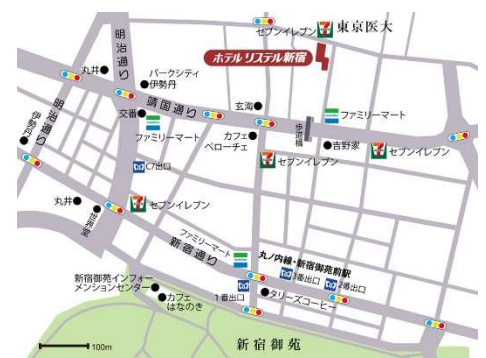 セブンイレブン
東京医大
ホテル リステル新宿
明治通り
丸井
パークシティ
伊勢丹
靖国通り
玄海
交番
ファミリーマート
ファミリーマート
伊勢丹
明治通り
カフェ
ベローチェ
歩道橋
吉野家
セブンイレブン
セブンイレブン
C7出口
丸井
世界堂
セブンイレブン
新宿通り
ファミリーマート
丸ノ内線・新宿御苑前駅
3番出口
2番出口
1番出口
タリーズコーヒー
新宿御苑インフォー
メンションセンター
カフェ
はなのき
新宿御苑
100m